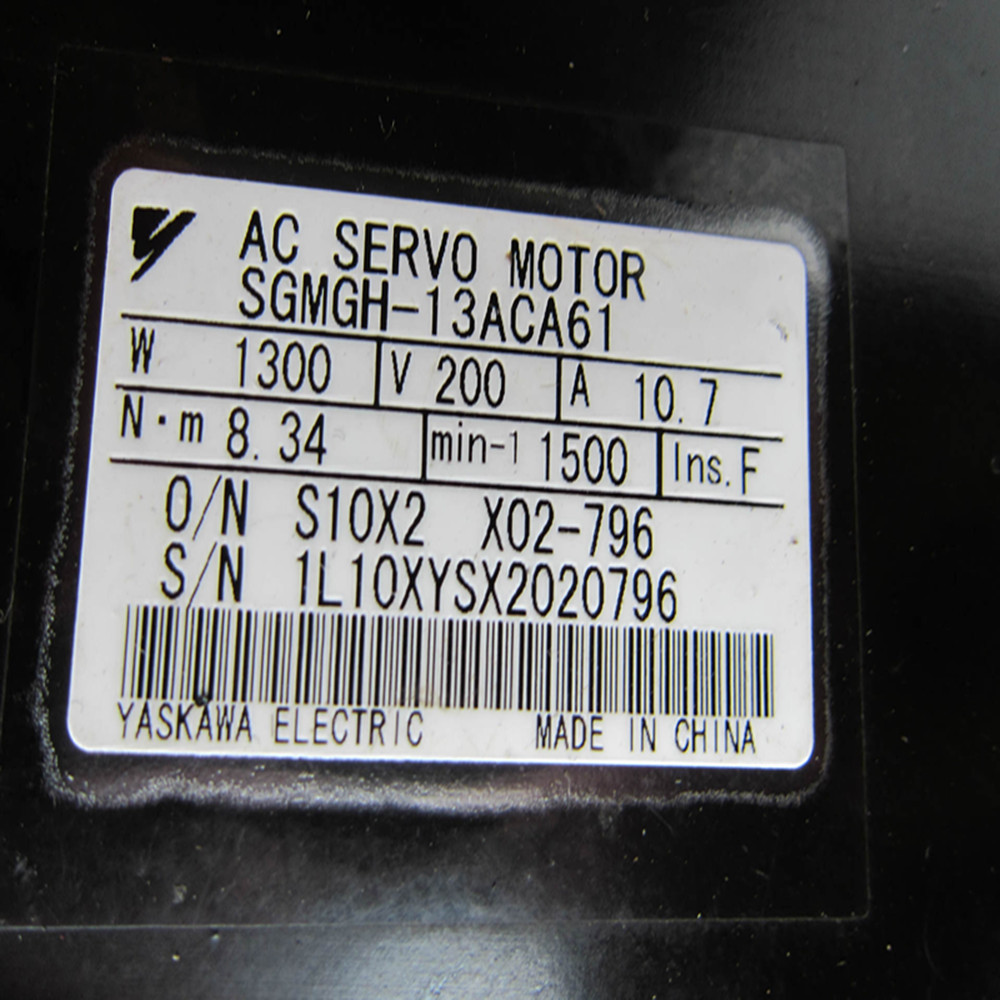 AC SERVO MOTOR
SGMGH-13ACA61
W 1300 V 200 A 10.7
N·m 8.34 min-1 1500 Ins. F
O/N S10X2 X02-796
S/N 1L10XYSX2020796
YASKAWA ELECTRIC MADE IN CHINA